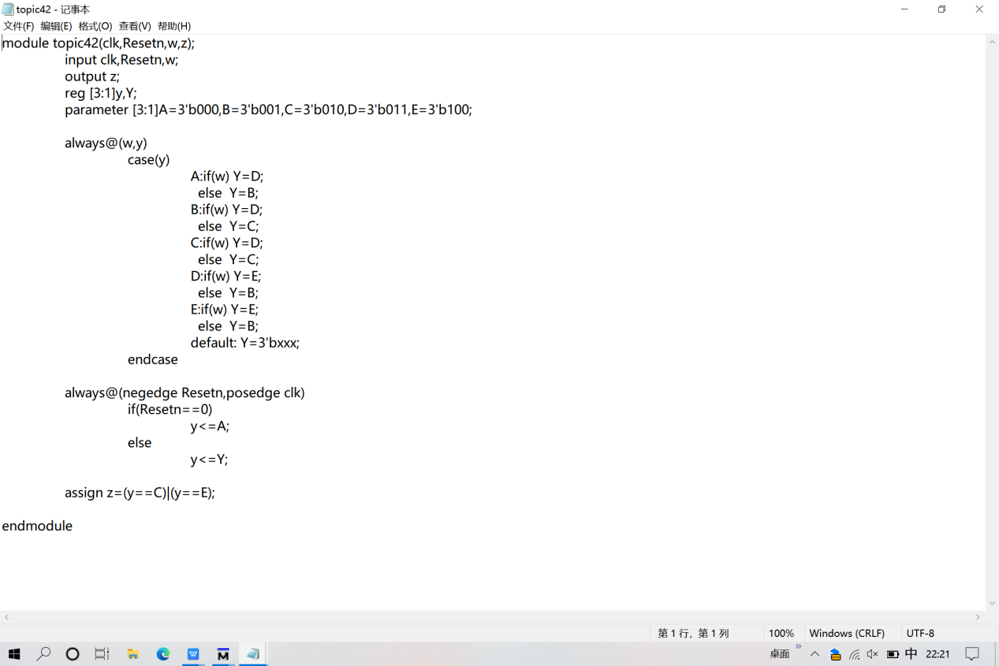 topic42 - 记事本
文件(F) 编辑(E) 格式(O) 查看(V) 帮助(H)
module topic42(clk,Resetn,w,z);
input clk,Resetn,w;
output z;
reg [3:1]y,Y;
parameter [3:1]A=3'b000,B=3'b001,C=3'b010,D=3'b011,E=3'b100;
always@(w,y)
case(y)
A:if(w) Y=D;
else  Y=B;
B:if(w) Y=D;
else  Y=C;
C:if(w) Y=D;
else  Y=C;
D:if(w) Y=E;
else  Y=B;
E:if(w) Y=E;
else  Y=B;
default: Y=3'bxxx;
endcase
always@(negedge Resetn,posedge clk)
if(Resetn==0)
y<=A;
else
y<=Y;
assign z=(y==C)|(y==E);
endmodule
第 1 行，第 1 列 100% Windows (CRLF) UTF-8
桌面 中 22:21